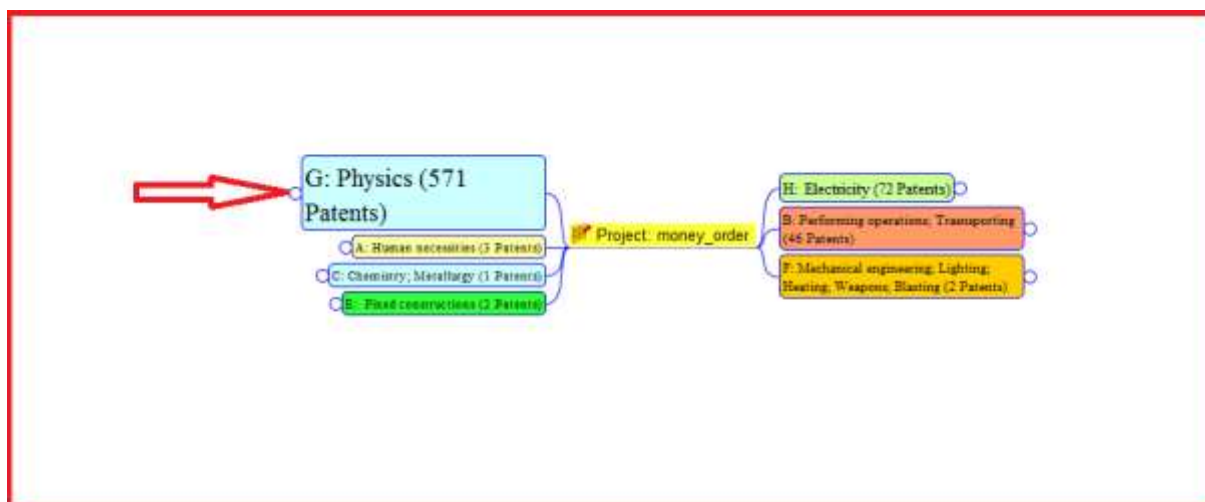 G: Physics (571
Patents)
A: Human necessities (3 Patents)
C: Chemistry; Metallurgy (1 Patents)
E: Fixed constructions (2 Patents)
Project: money_order
H: Electricity (72 Patents)
B: Performing operations; Transporting
(46 Patents)
F: Mechanical engineering; Lighting;
Heating; Weapons; Blasting (2 Patents)